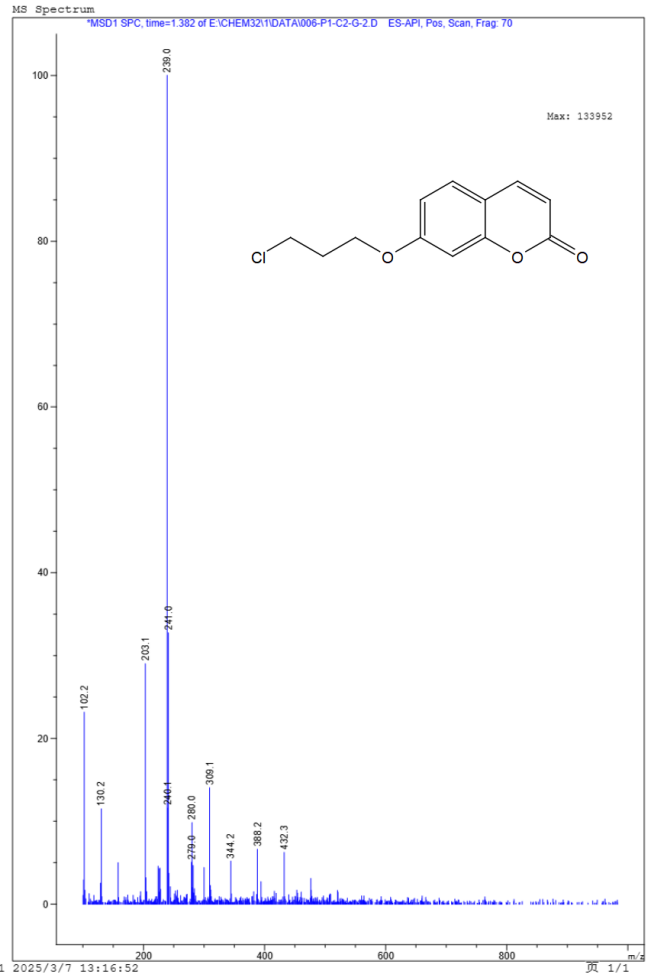 MS Spectrum
*MSD1 SPC, time=1.382 of E:\CHEM32\1\DATA\006-P1-C2-G-2.D ES-API, Pos, Scan, Frag: 70
100
239.0
Max: 133952
Cl
O
O
O
80
60
40
241.0
203.1
102.2
20
130.2
240.1
280.0
279.0
309.1
344.2
388.2
432.3
0
200
400
600
800
m/z
1 2025/3/7 13:16:52
页 1/1